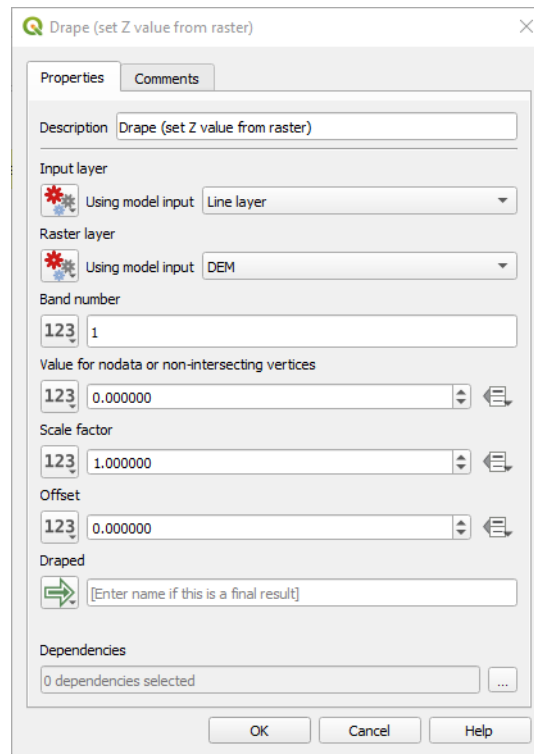 Drape (set Z value from raster)
Properties Comments
Description Drape (set Z value from raster)
Input layer
Using model input Line layer
Raster layer
Using model input DEM
Band number
123 1
Value for nodata or non-intersecting vertices
123 0.000000
Scale factor
123 1.000000
Offset
123 0.000000
Draped
[Enter name if this is a final result]
Dependencies
0 dependencies selected ...
OK Cancel Help